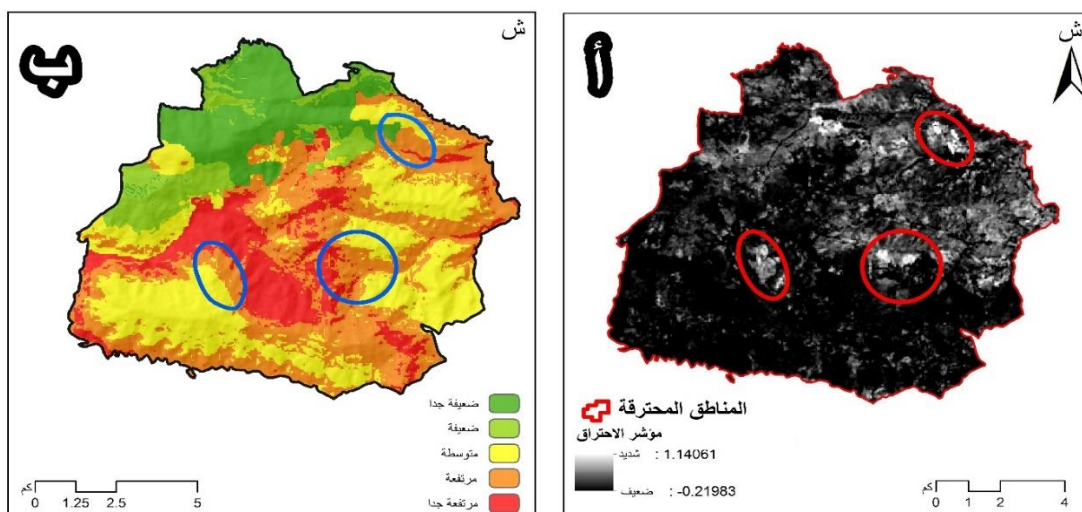 ش
أ
المناطق المحترقة
مؤشر الاحتراق
شديد : 1.14061
ضعيف : -0.21983
كم
0 1 2 4
ش
ب
ضعيفة جدا
ضعيفة
متوسطة
مرتفعة
مرتفعة جدا
كم
0 1.25 2.5 5